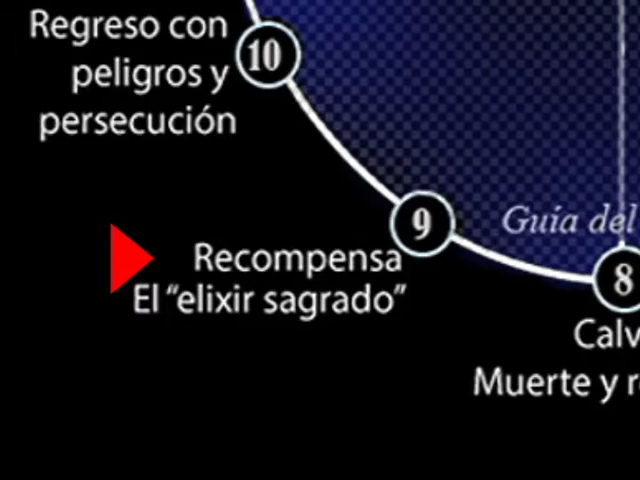 Regreso con
peligros y
persecución
10
9
Guía del
Recompensa
El “elixir sagrado”
8
Muerte y